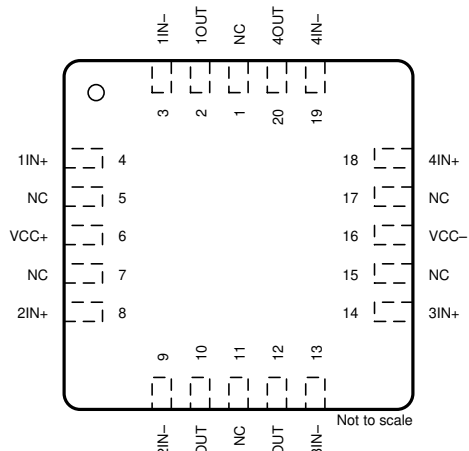 1IN−
1OUT
NC
4OUT
4IN−
3
2
1
20
19
1IN+ 4
NC 5
VCC+ 6
NC 7
2IN+ 8
18 4IN+
17 NC
16 VCC−
15 NC
14 3IN+
9
10
11
12
13
Not to scale
NC